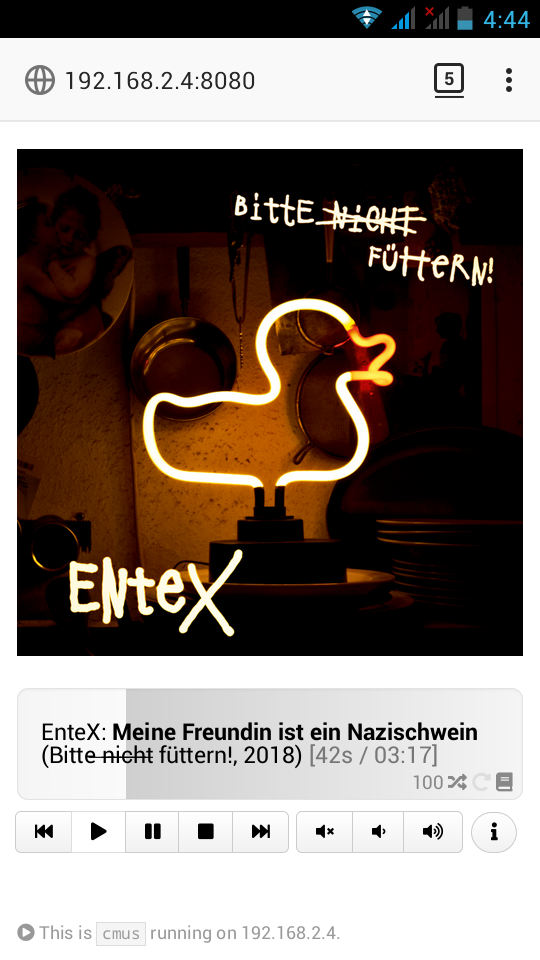 4:44
192.168.2.4:8080
5
BittE NiCHT
FÜttERN!
ENteX
EnteX: Meine Freundin ist ein Nazischwein
(Bitte nicht füttern!, 2018) [42s / 03:17]
100
This is cmus running on 192.168.2.4.